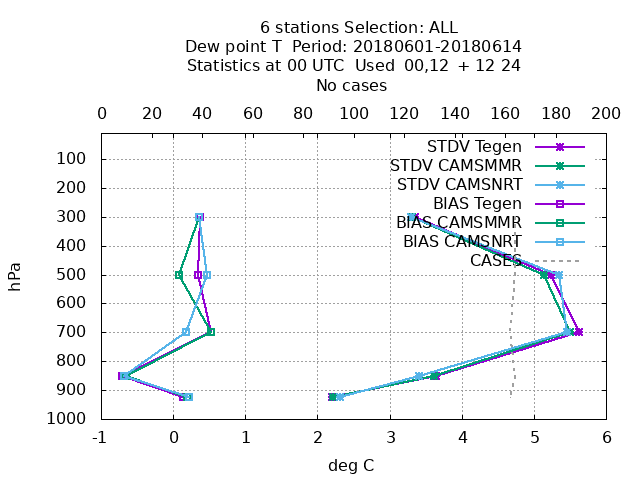 6 stations Selection: ALL
Dew point T  Period: 20180601-20180614
Statistics at 00 UTC  Used  00,12  + 12 24
No cases
0 20 40 60 80 100 120 140 160 180 200
STDV Tegen
STDV CAMSMMR
STDV CAMSNRT
BIAS Tegen
BIAS CAMSMMR
BIAS CAMSNRT
CASES
hPa
100
200
300
400
500
600
700
800
900
1000
-1 0 1 2 3 4 5 6
deg C